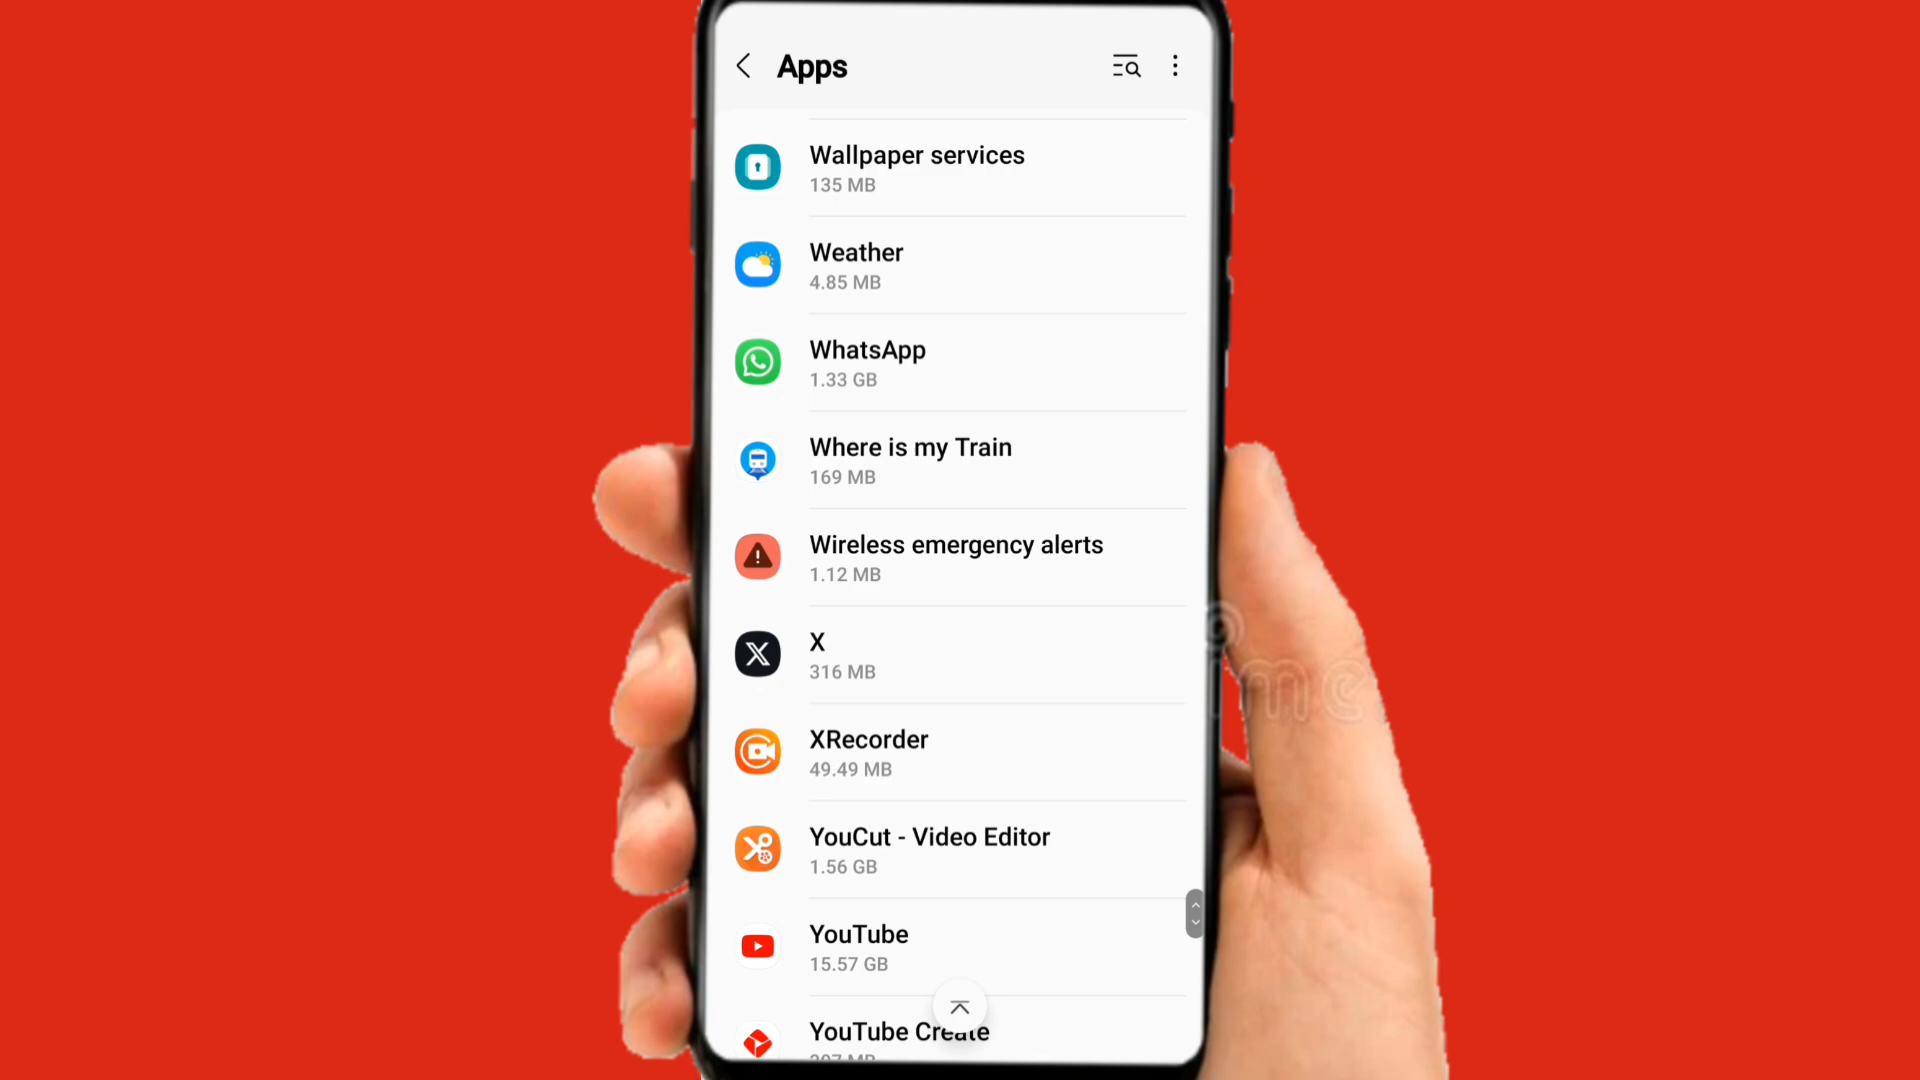 Apps
Wallpaper services
135 MB
Weather
4.85 MB
WhatsApp
1.33 GB
Where is my Train
169 MB
Wireless emergency alerts
1.12 MB
X
316 MB
XRecorder
49.49 MB
YouCut - Video Editor
1.56 GB
YouTube
15.57 GB
YouTube Create